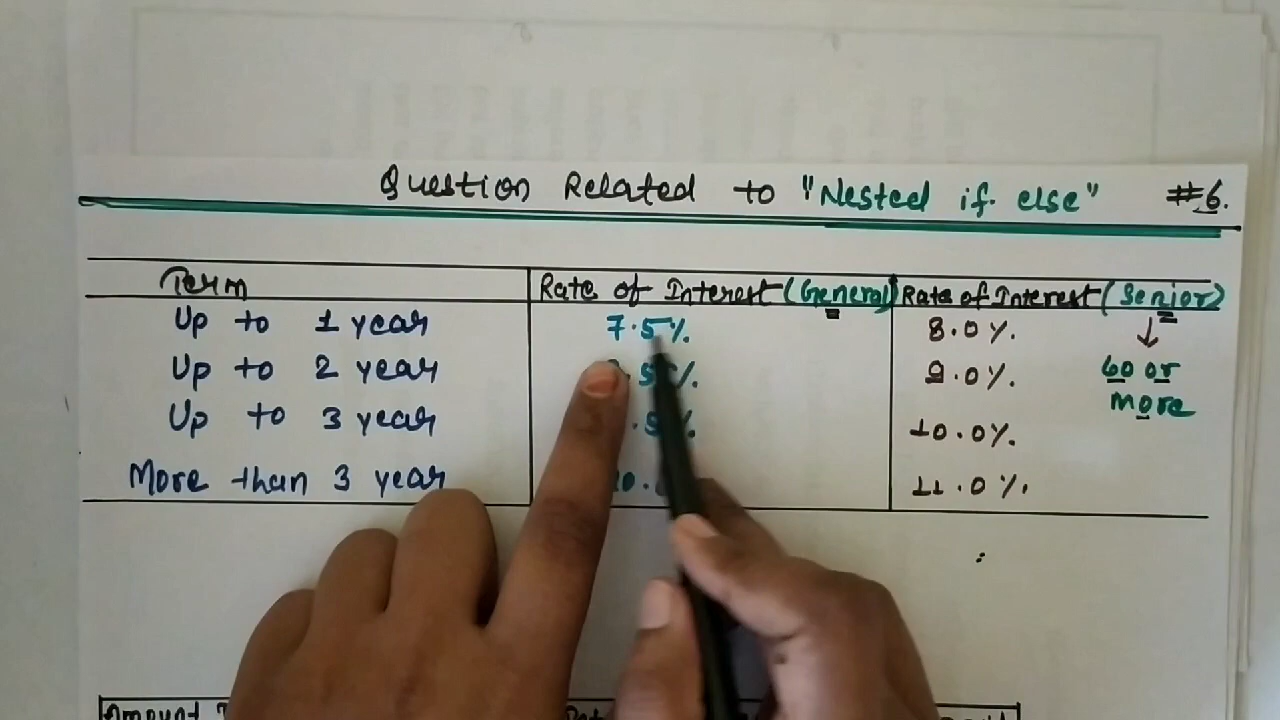 Question Related to "Nested if. else" #6.
Term Rate of Interest (General) Rate of Interest (Senior)
Up to 1 year 7.5% 8.0%.
Up to 2 year 9.0%. 60 or
more
Up to 3 year 10.0%.
More than 3 year 11.0%.
Amount